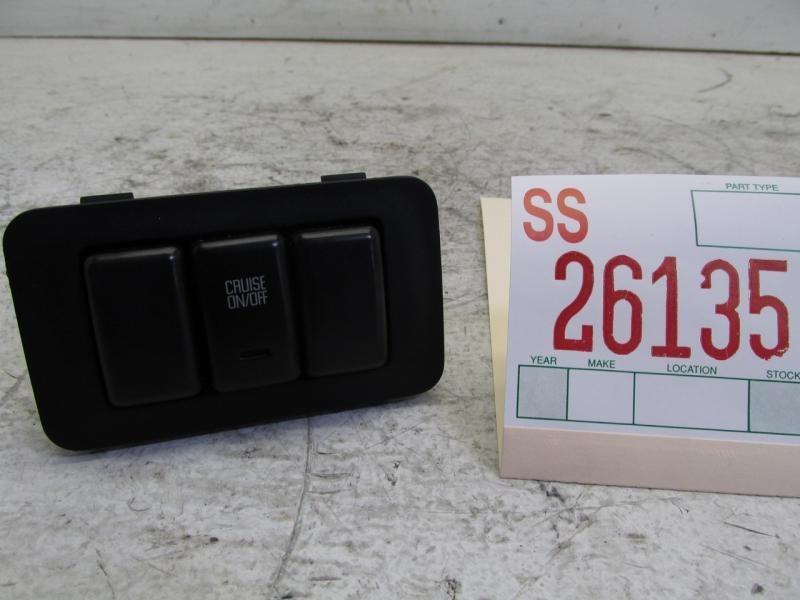 CRUISE
ON/OFF
SS
PART TYPE
26135
YEAR MAKE LOCATION STOCK